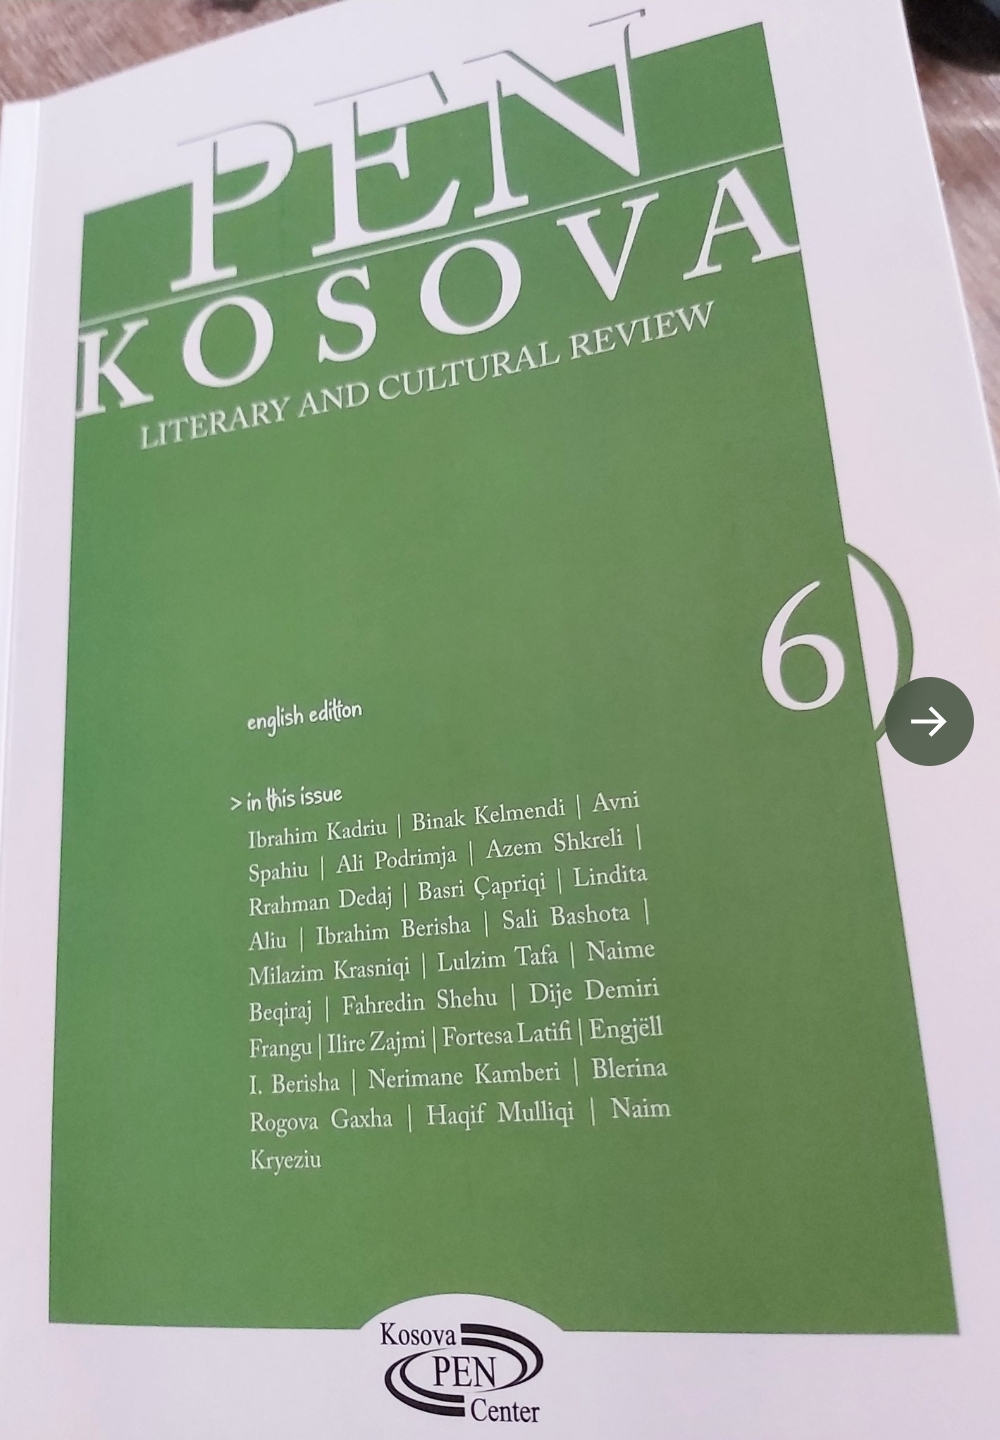 PEN
KOSOVA
LITERARY AND CULTURAL REVIEW
6
english edition
> in this issue
Ibrahim Kadriu | Binak Kelmendi | Avni
Spahiu | Ali Podrimja | Azem Shkreli |
Rrahman Dedaj | Basri Çapriqi | Lindita
Aliu | Ibrahim Berisha | Sali Bashota |
Milazim Krasniqi | Lulzim Tafa | Naime
Beqiraj | Fahredin Shehu | Dije Demiri
Frangu | Ilire Zajmi | Fortesa Latifi | Engjëll
I. Berisha | Nerimane Kamberi | Blerina
Rogova Gaxha | Haqif Mulliqi | Naim
Kryeziu
Kosova
PEN
Center